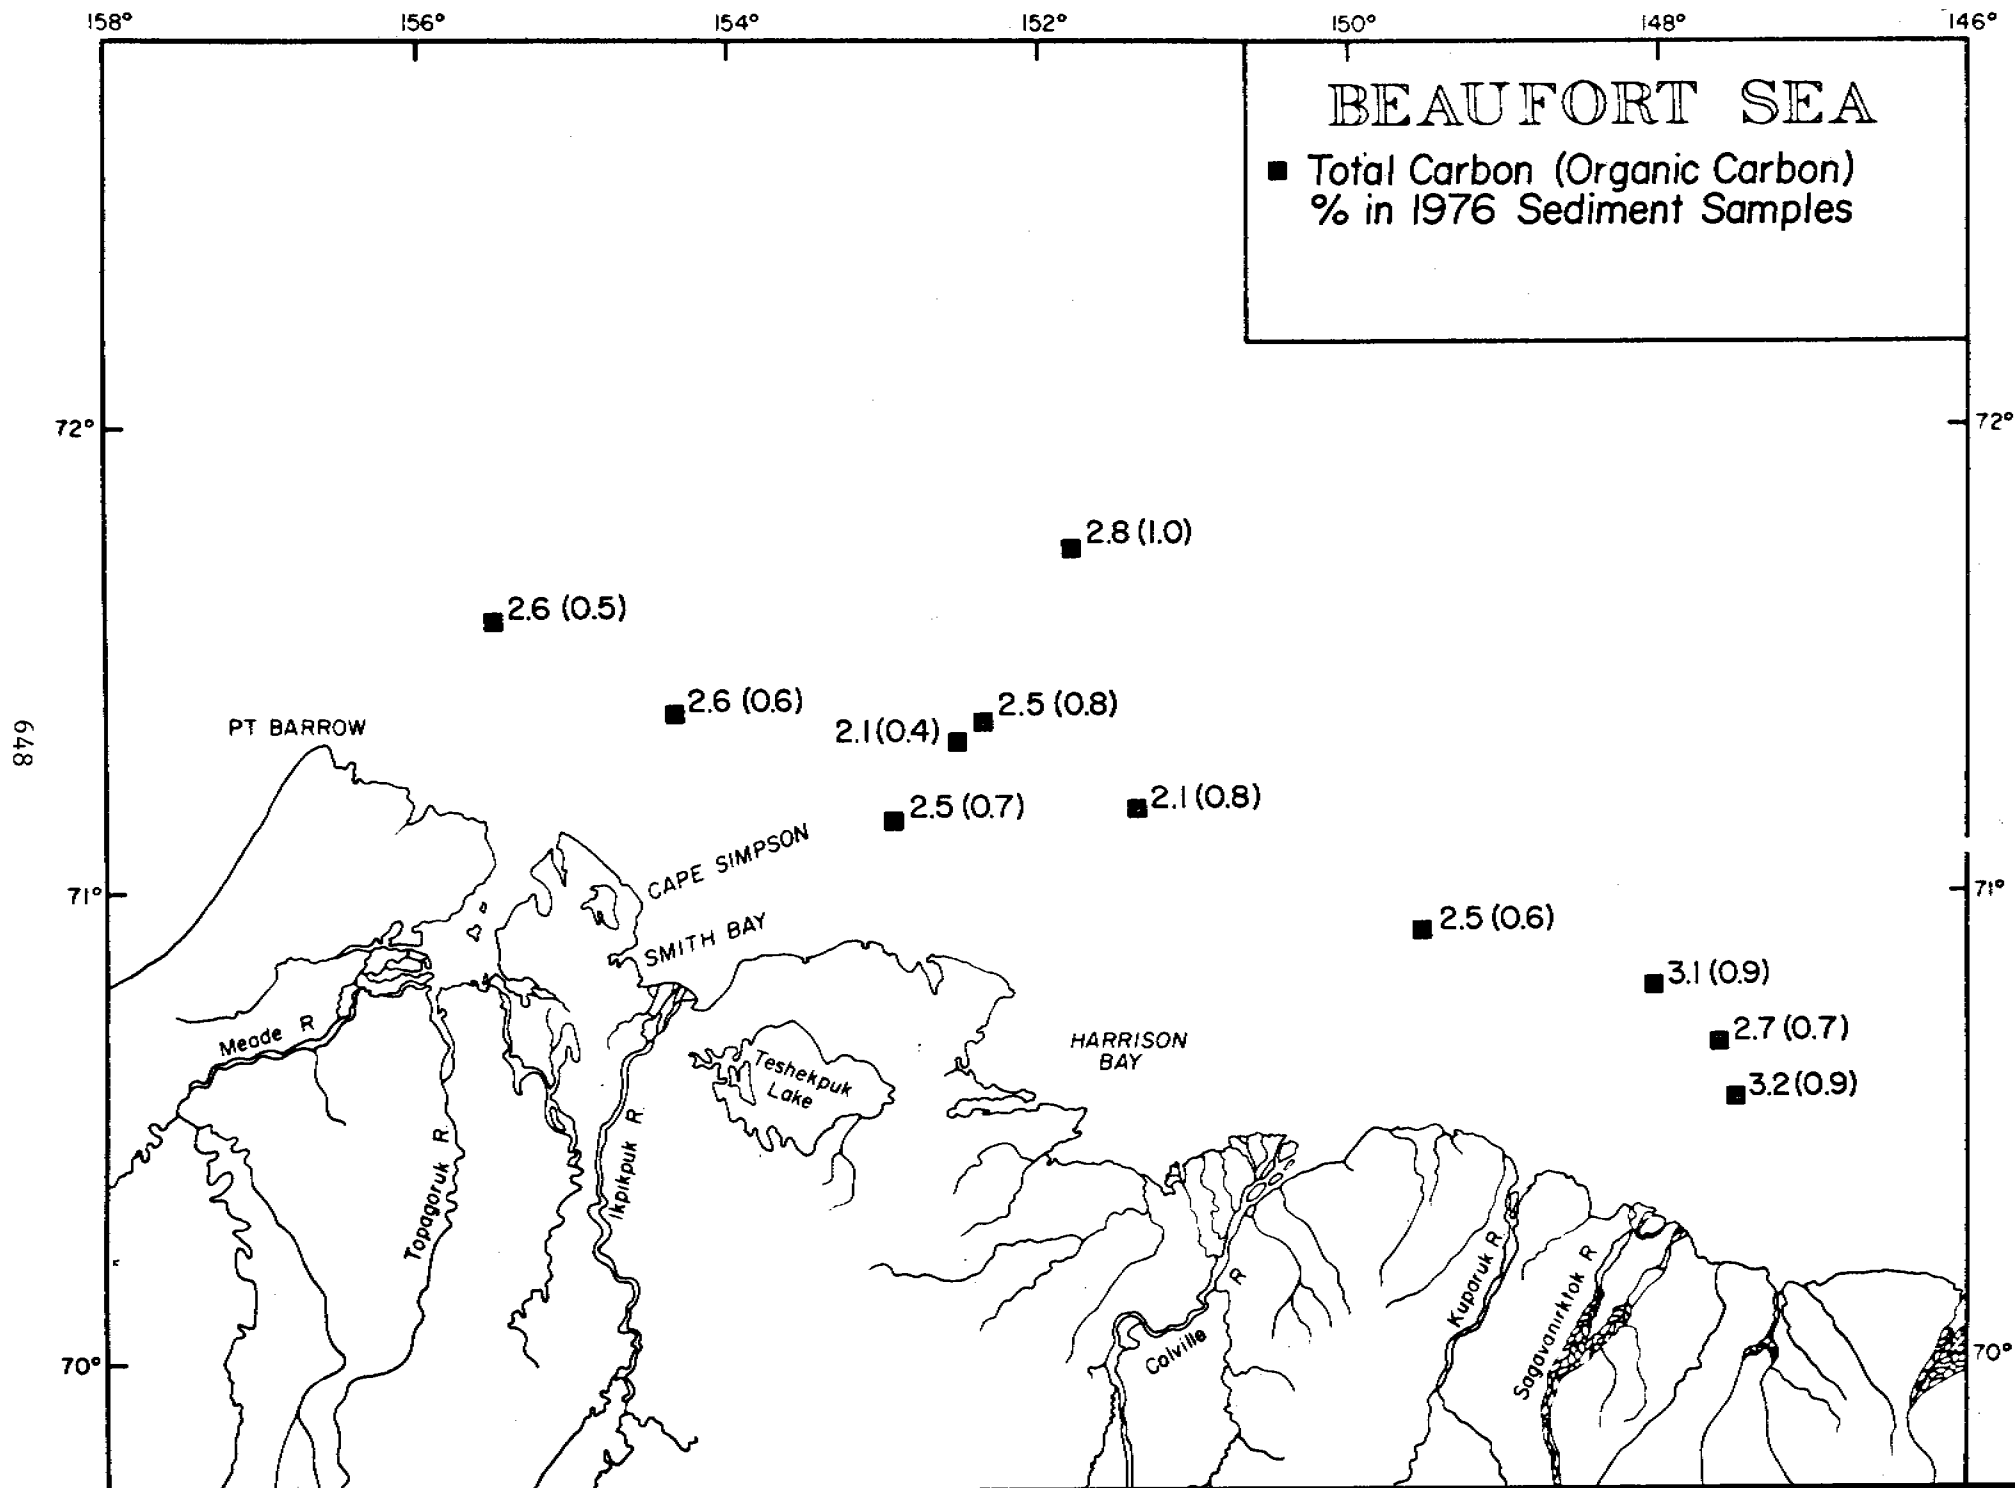 158° 156° 154° 152° 150° 148° 146°
BEAUFORT SEA
■ Total Carbon (Organic Carbon)
% in 1976 Sediment Samples
72° 72°
2.8 (1.0)
2.6 (0.5)
2.6 (0.6)
2.5 (0.8)
2.1 (0.4)
PT BARROW
648
2.5 (0.7)
2.1 (0.8)
CAPE SIMPSON
71° 71°
SMITH BAY
2.5 (0.6)
3.1 (0.9)
2.7 (0.7)
3.2 (0.9)
Meade R
HARRISON
BAY
Teshekpuk
Lake
Topagoruk R
Ikpikpuk R
Colville R
Kuparuk R
Sagavanirktok R
70° 70°